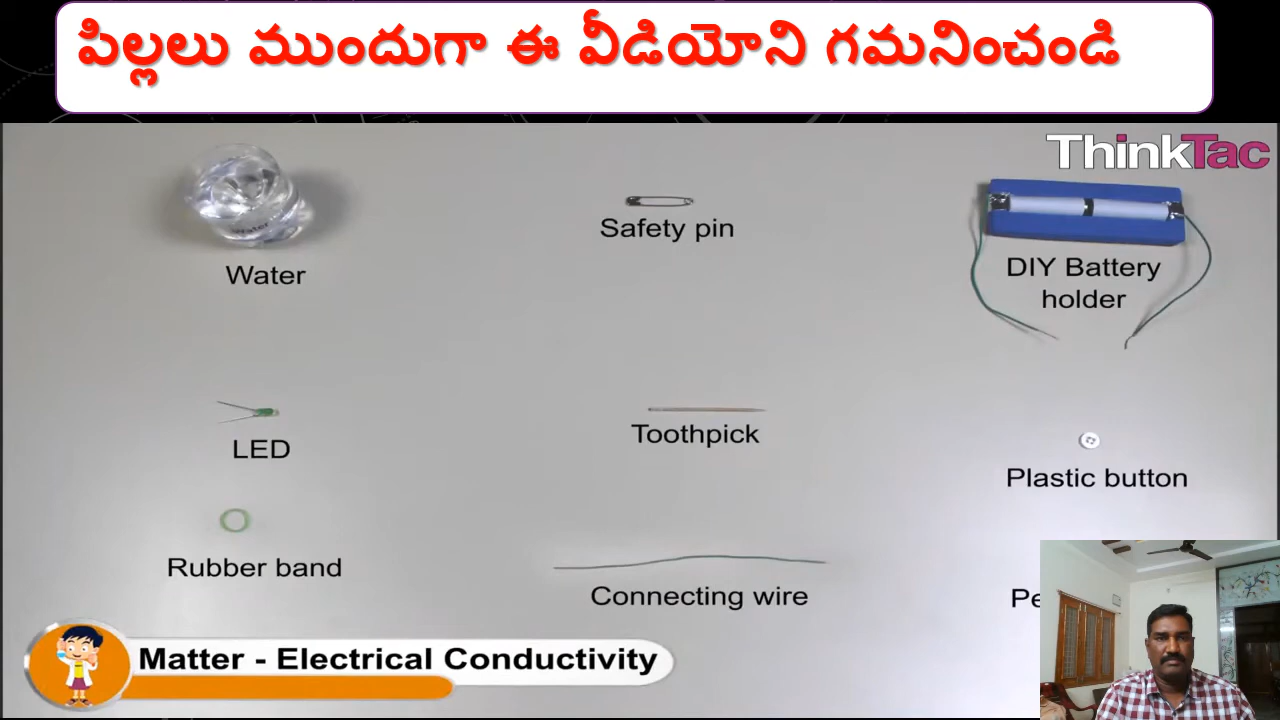 పిల్లలు ముందుగా ఈ వీడియోని గమనించండి
ThinkTac
Water
Safety pin
DIY Battery
holder
LED
Toothpick
Plastic button
Rubber band
Connecting wire
Matter - Electrical Conductivity